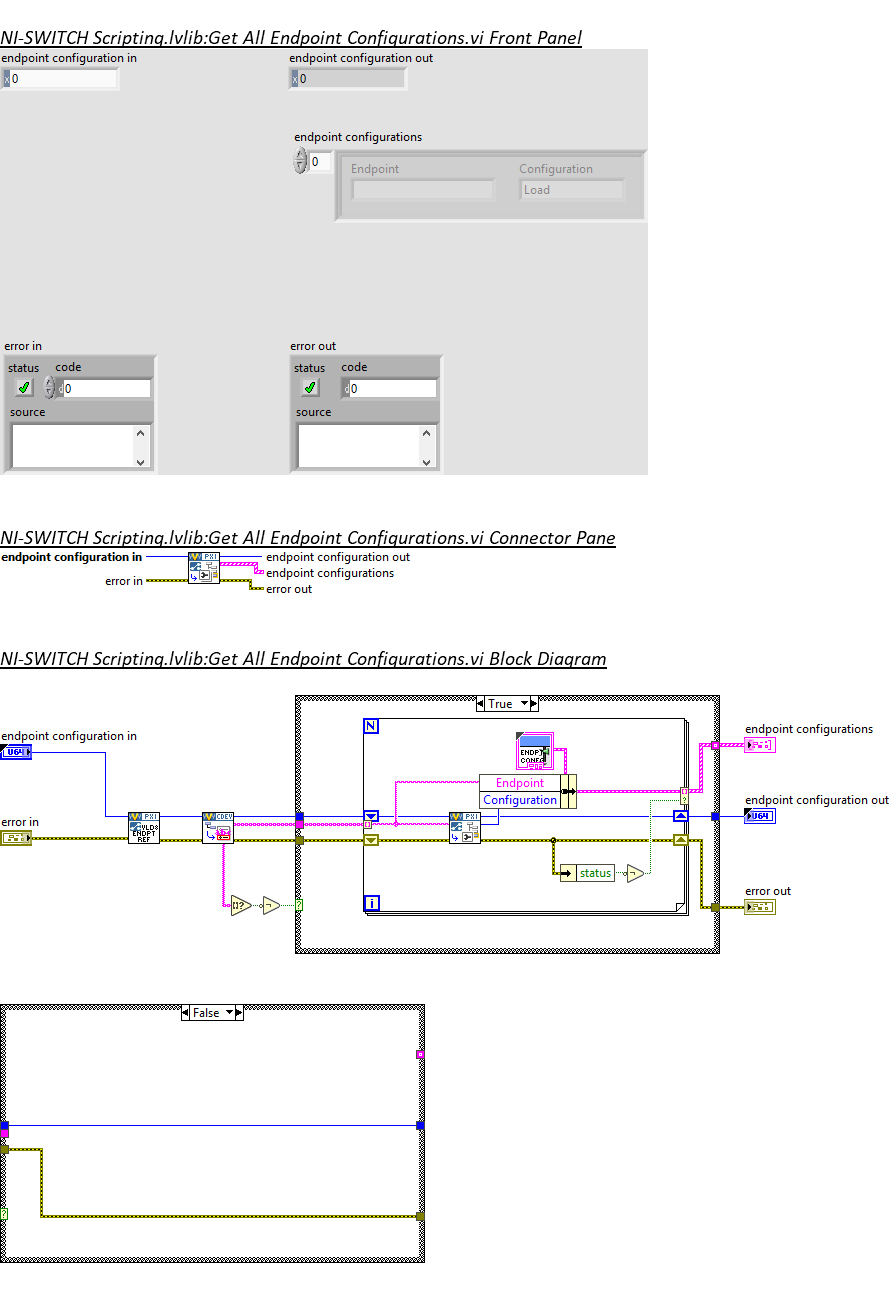 NI-SWITCH Scripting.lvlib:Get All Endpoint Configurations.vi Front Panel
endpoint configuration in
endpoint configuration out
x 0
x 0
endpoint configurations
0
Endpoint
Configuration
Load
error in
error out
status
code
status
code
d 0
d 0
source
source
NI-SWITCH Scripting.lvlib:Get All Endpoint Configurations.vi Connector Pane
endpoint configuration in
PXI
endpoint configuration out
endpoint configurations
error in
error out
NI-SWITCH Scripting.lvlib:Get All Endpoint Configurations.vi Block Diagram
True
N
endpoint configuration in
endpoint configurations
U64
ENDPT
Endpoint
Configuration
endpoint configuration out
error in
PXI
CDEV
PXI
U64
VLD8
ENDPT
REF
status
error out
[]?
?
i
False
?